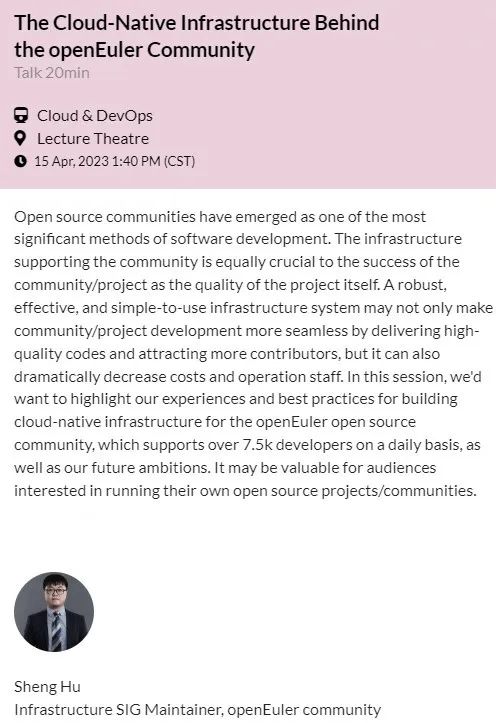 The Cloud-Native Infrastructure Behind
the openEuler Community
Talk 20min
Cloud & DevOps
Lecture Theatre
15 Apr, 2023 1:40 PM (CST)
Open source communities have emerged as one of the most
significant methods of software development. The infrastructure
supporting the community is equally crucial to the success of the
community/project as the quality of the project itself. A robust,
effective, and simple-to-use infrastructure system may not only make
community/project development more seamless by delivering high-
quality codes and attracting more contributors, but it can also
dramatically decrease costs and operation staff. In this session, we'd
want to highlight our experiences and best practices for building
cloud-native infrastructure for the openEuler open source
community, which supports over 7.5k developers on a daily basis, as
well as our future ambitions. It may be valuable for audiences
interested in running their own open source projects/communities.
Sheng Hu
Infrastructure SIG Maintainer, openEuler community